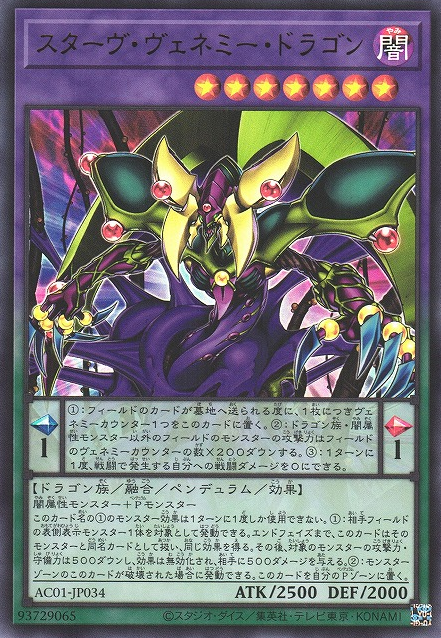 スターヴ・ヴェネミー・ドラゴン
闇
①:フィールドのカードが墓地へ送られる度に、1枚につきヴェ
ネミーカウンター1つをこのカードに置く。②:ドラゴン族・闇属
性モンスター以外のフィールドのモンスターの攻撃力はフィールド
のヴェネミーカウンターの数×200ダウンする。③:1ターンに
1度、戦闘で発生する自分への戦闘ダメージを0にできる。
1
1
【ドラゴン族/融合/ペンデュラム/効果】
闇属性モンスター+Pモンスター
このカード名の①のモンスター効果は1ターンに1度しか使用できない。①:相手フィールド
の表側表示モンスター1体を対象として発動できる。エンドフェイズまで、このカードはそのモ
ンスターと同名カードとして扱い、同じ効果を得る。その後、対象のモンスターの攻撃力・
守備力は500ダウンし、効果は無効化され、相手に500ダメージを与える。②:モンスター
ゾーンのこのカードが破壊された場合に発動できる。このカードを自分のPゾーンに置く。
AC01-JP034
ATK/2500 DEF/2000
93729065
©スタジオ・ダイス/集英社・テレビ東京・KONAMI